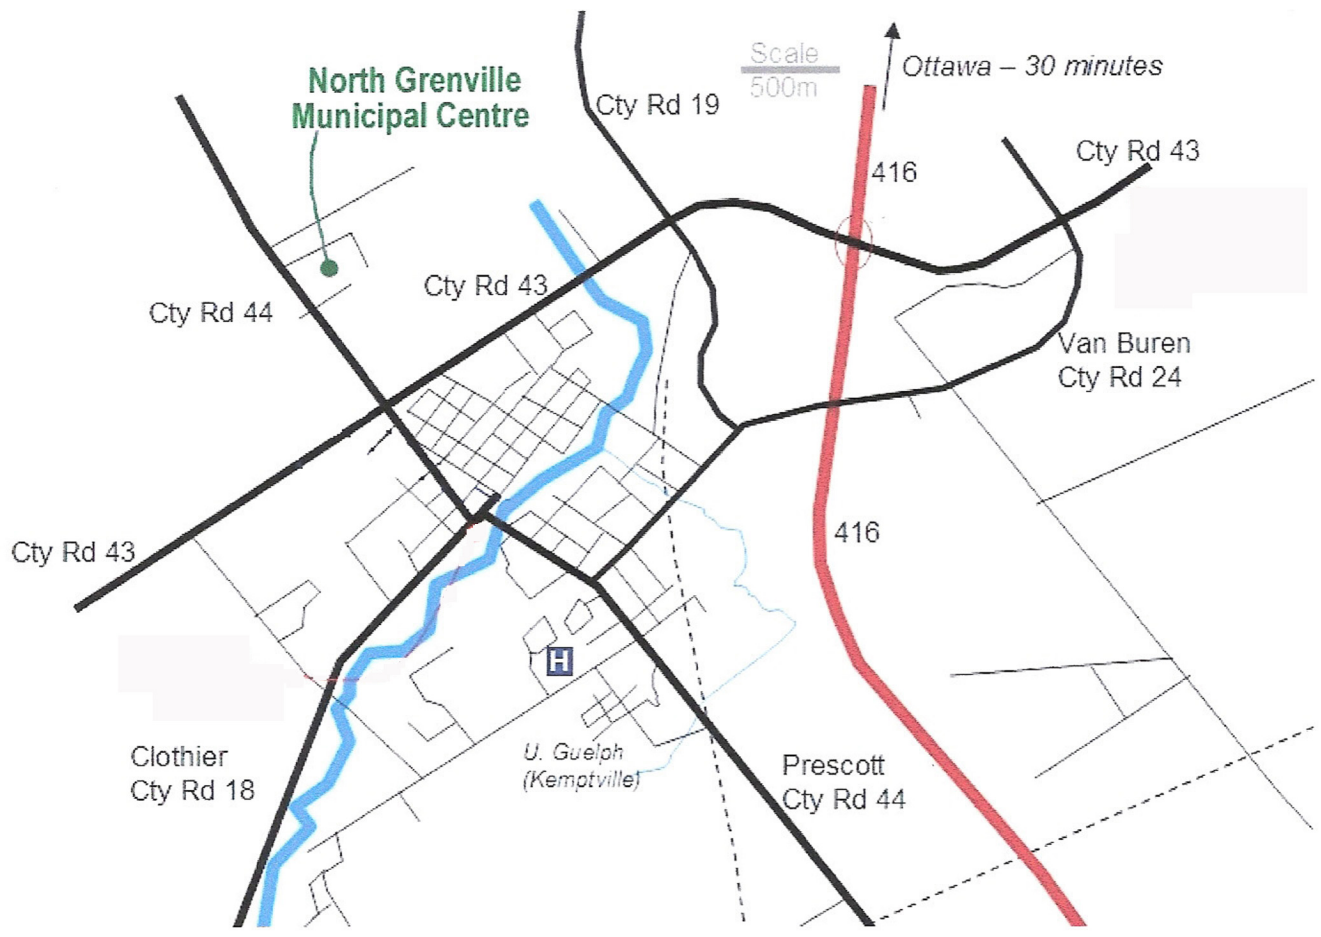 Scale
500m
Ottawa – 30 minutes
North Grenville
Municipal Centre
Cty Rd 19
Cty Rd 43
416
Cty Rd 43
Cty Rd 44
Van Buren
Cty Rd 24
416
Cty Rd 43
H
U. Guelph
(Kemptville)
Clothier
Cty Rd 18
Prescott
Cty Rd 44